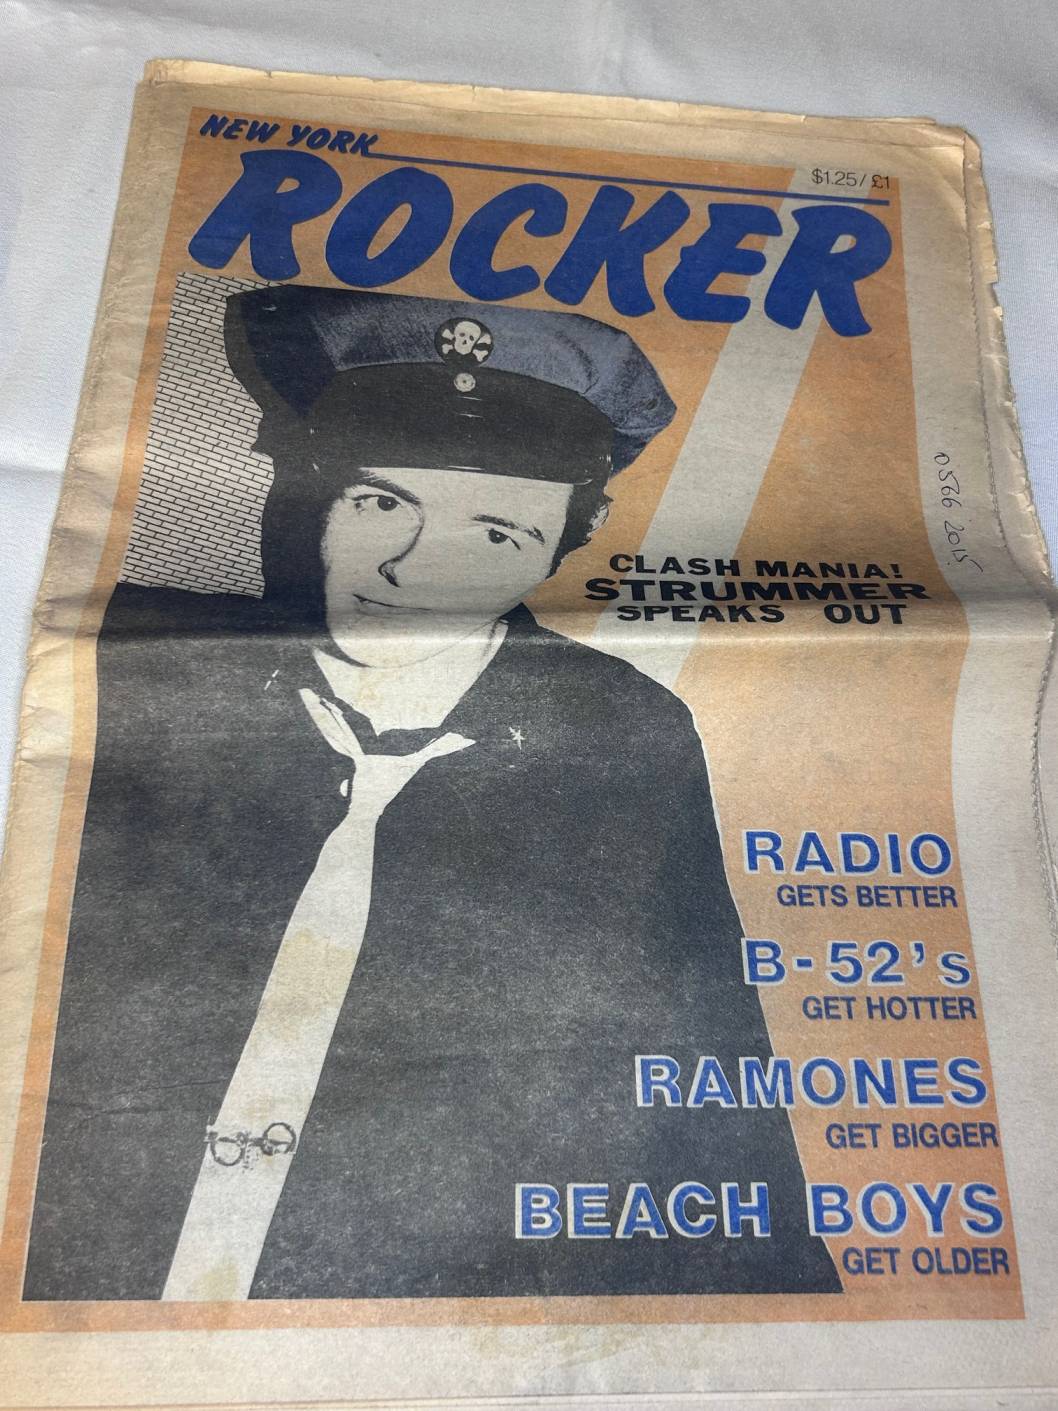 NEW YORK
$1.25/£1
ROCKER
0566 2015
CLASH MANIA!
STRUMMER
SPEAKS OUT
RADIO
GETS BETTER
B-52's
GET HOTTER
RAMONES
GET BIGGER
BEACH BOYS
GET OLDER